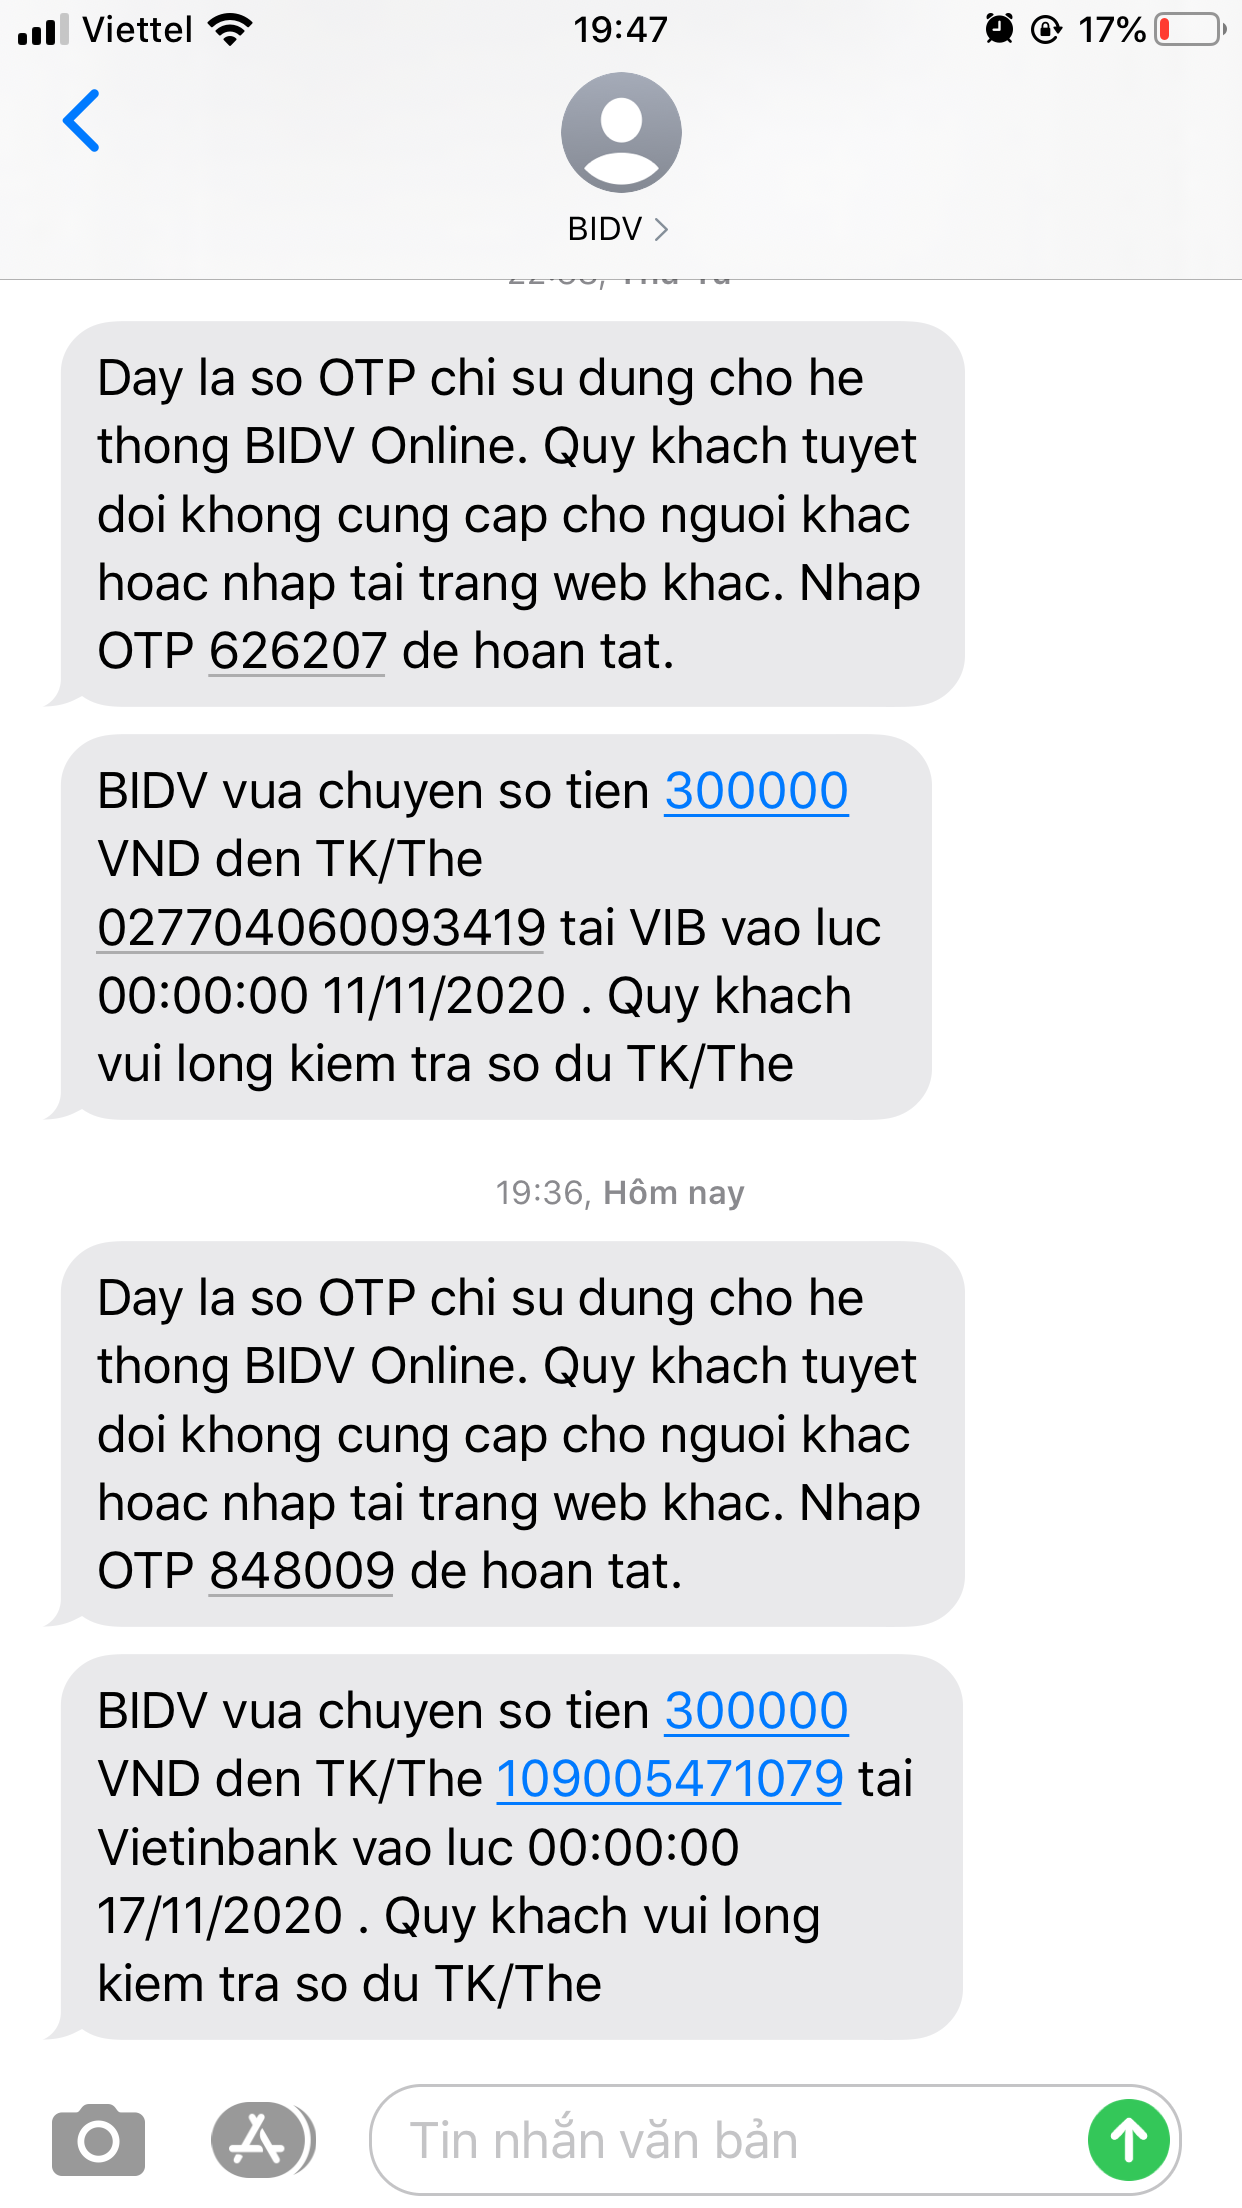 Viettel 19:47 17%
BIDV
Day la so OTP chi su dung cho he
thong BIDV Online. Quy khach tuyet
doi khong cung cap cho nguoi khac
hoac nhap tai trang web khac. Nhap
OTP 626207 de hoan tat.
BIDV vua chuyen so tien 300000
VND den TK/The
027704060093419 tai VIB vao luc
00:00:00 11/11/2020 . Quy khach
vui long kiem tra so du TK/The
19:36, Hôm nay
Day la so OTP chi su dung cho he
thong BIDV Online. Quy khach tuyet
doi khong cung cap cho nguoi khac
hoac nhap tai trang web khac. Nhap
OTP 848009 de hoan tat.
BIDV vua chuyen so tien 300000
VND den TK/The 109005471079 tai
Vietinbank vao luc 00:00:00
17/11/2020 . Quy khach vui long
kiem tra so du TK/The
Tin nhắn văn bản